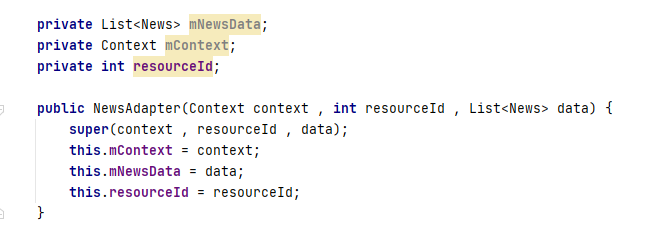 private List<News> mNewsData;
private Context mContext;
private int resourceId;
public NewsAdapter(Context context , int resourceId , List<News> data) {
super(context , resourceId , data);
this.mContext = context;
this.mNewsData = data;
this.resourceId = resourceId;
}